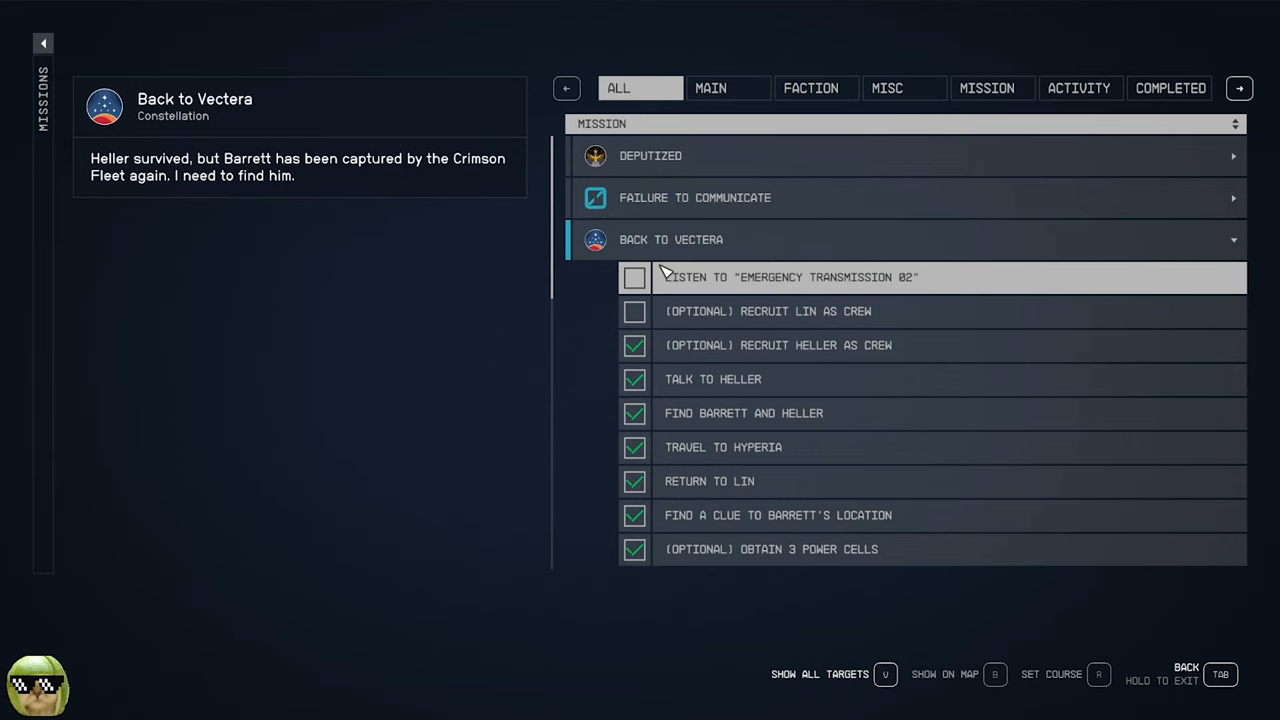 MISSIONS
Back to Vectera
Constellation
Heller survived, but Barrett has been captured by the Crimson
Fleet again. I need to find him.
ALL
MAIN
FACTION
MISC
MISSION
ACTIVITY
COMPLETED
MISSION
DEPUTIZED
FAILURE TO COMMUNICATE
BACK TO VECTERA
LISTEN TO "EMERGENCY TRANSMISSION 02"
(OPTIONAL) RECRUIT LIN AS CREW
(OPTIONAL) RECRUIT HELLER AS CREW
TALK TO HELLER
FIND BARRETT AND HELLER
TRAVEL TO HYPERIA
RETURN TO LIN
FIND A CLUE TO BARRETT'S LOCATION
(OPTIONAL) OBTAIN 3 POWER CELLS
SHOW ALL TARGETS V
SHOW ON MAP B
SET COURSE R
BACK
HOLD TO EXIT
TAB